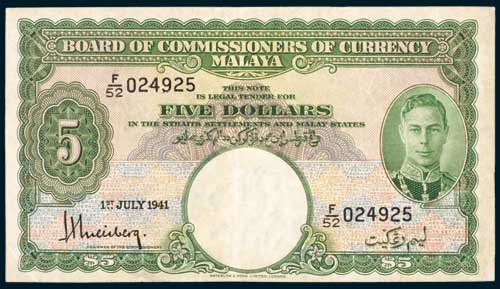 BOARD OF COMMISSIONERS OF CURRENCY
MALAYA
F/52 024925
THIS NOTE
IS LEGAL TENDER FOR
FIVE DOLLARS
IN THE STRAITS SETTLEMENTS AND MALAY STATES
5
1ST JULY 1941
F/52 024925
CHAIRMAN OF THE COMMISSIONERS
ليم رڠكيت
$5
WATERLOW & SONS LIMITED, LONDON
$5